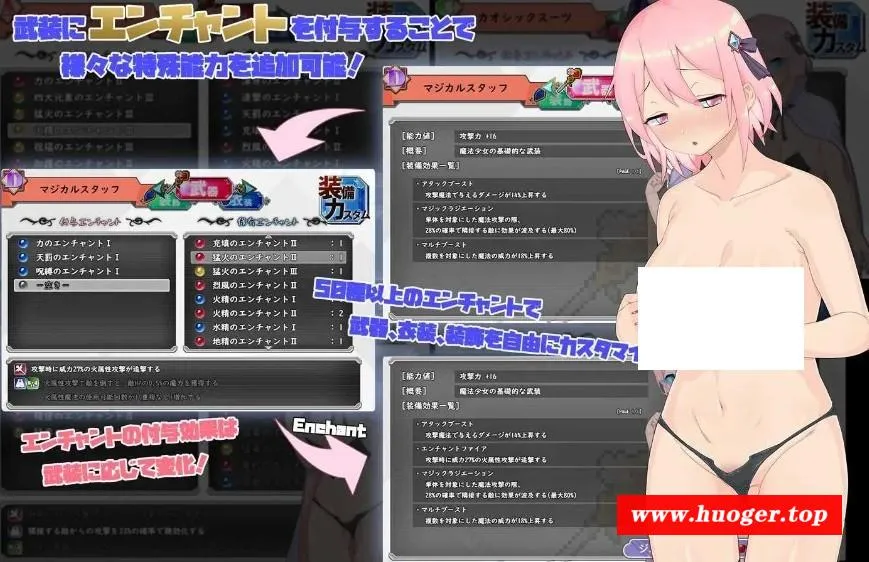 武装にエンチャントを付与することで
様々な特殊能力を追加可能!
カオシックスーツ
装備
カスタム
マジカルスタッフ
武器
衣装
付与エンチャント
保有エンチャント
装備
カスタム
力のエンチャントⅠ
天罰のエンチャントⅠ
呪縛のエンチャントⅠ
ー空きー
充填のエンチャントⅡ :1
猛火のエンチャントⅡ :1
猛火のエンチャントⅢ :1
烈風のエンチャントⅡ :1
火精のエンチャントⅠ :1
火精のエンチャントⅡ :2
水精のエンチャントⅠ :1
地精のエンチャントⅡ :1
攻撃時に威力27%の火属性攻撃が追撃する
エンチャントの付与効果は
武装に応じて変化!
Enchant
マジカルスタッフ
[能力値] 攻撃力 +16
[概要] 魔法少女の基礎的な武装
[装備効果一覧]
・アタックブースト
攻撃魔法で与えるダメージが14%上昇する
・マジックラジエーション
単体を対象にした魔法攻撃の際、
28%の確率で隣接する敵に効果が波及する(最大80%)
・マルチブースト
複数を対象にした魔法の威力が18%上昇する
以上のエンチャントで
武器、衣装、装飾を自由にカスタマイ
[能力値] 攻撃力 +16
[概要] 魔法少女の基礎的な武装
[装備効果一覧]
・アタックブースト
攻撃魔法で与えるダメージが14%上昇する
・エンチャントファイア
攻撃時に威力27%の火属性攻撃が追撃する
・マジックラジエーション
単体を対象にした魔法攻撃の際、
28%の確率で隣接する敵に効果が波及する(最大80%)
・マルチブースト
複数を対象にした魔法の威力が18%上昇する
www.huoger.top